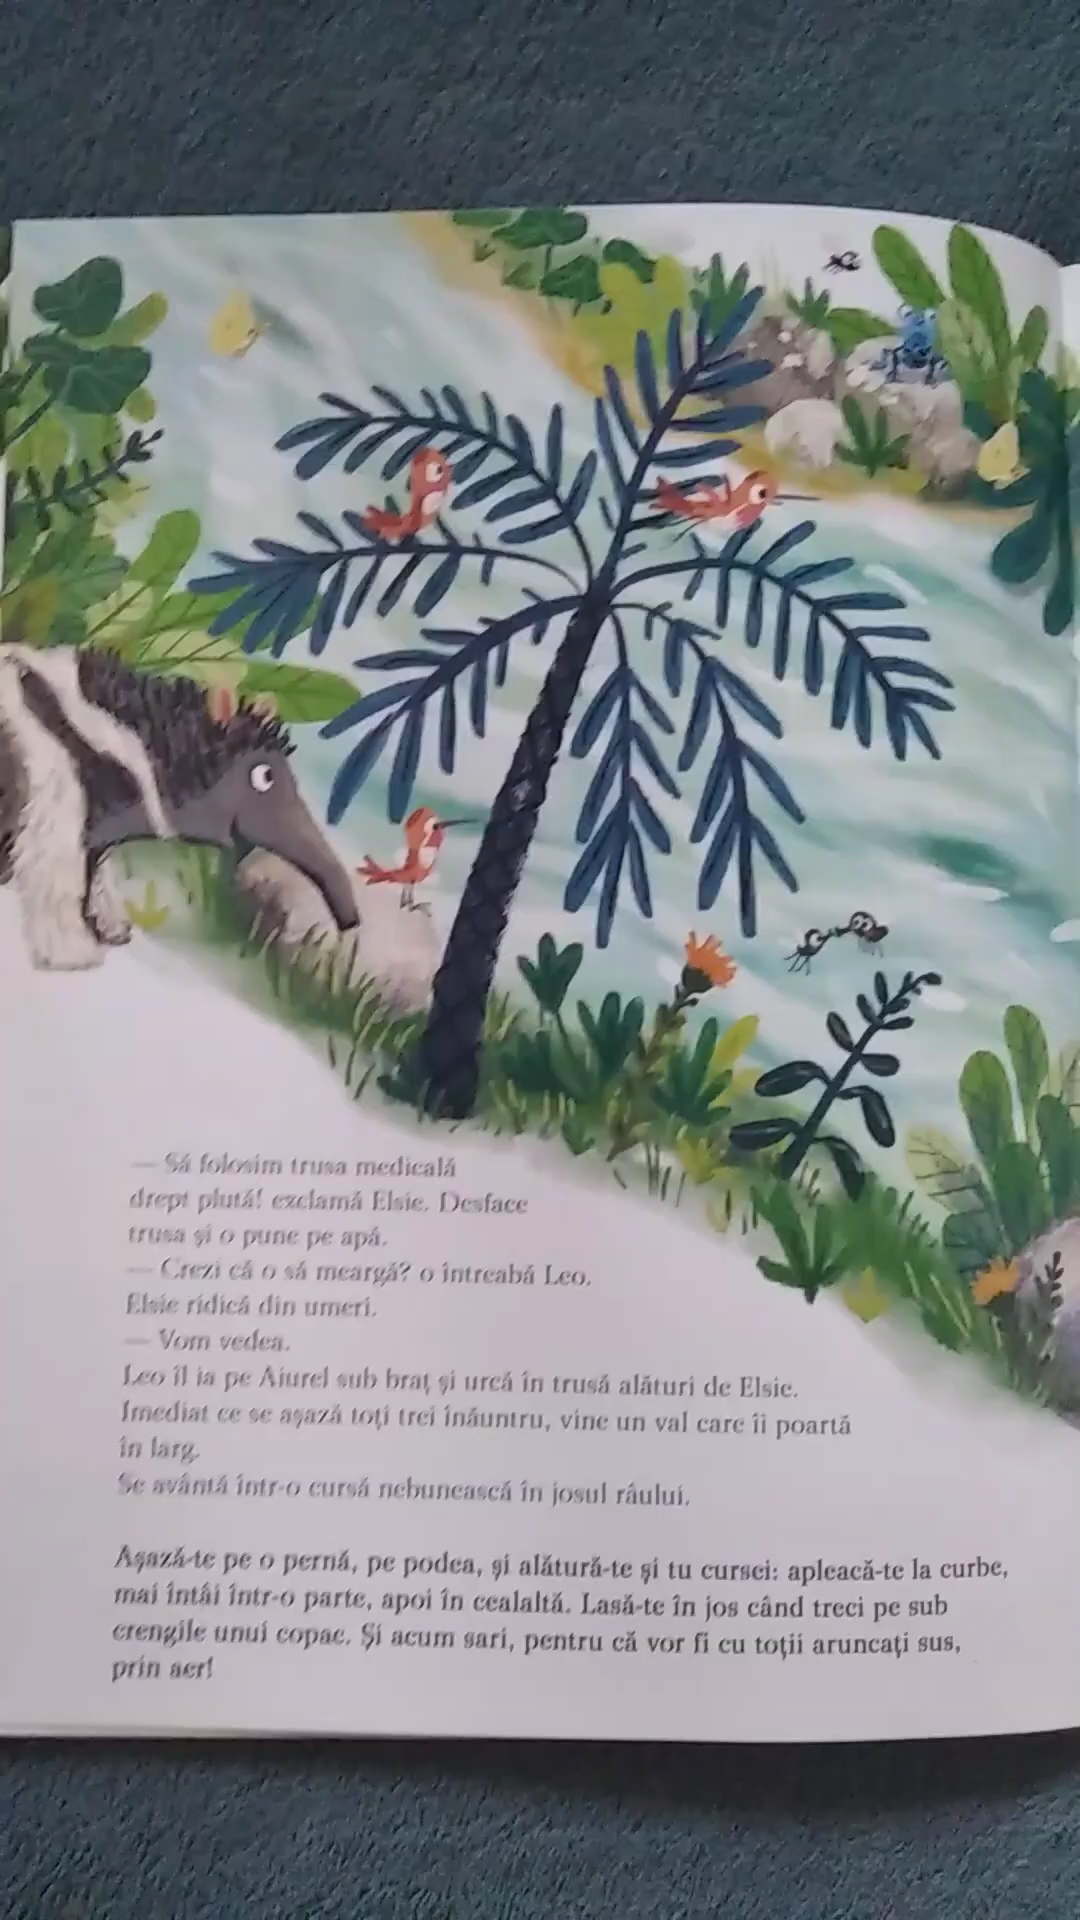 — Să folosim trusa medicală
drept plută! exclamă Elsie. Desface
trusa și o pune pe apă.
— Crezi că o să meargă? o întreabă Leo.
Elsie ridică din umeri.
— Vom vedea.
Leo îl ia pe Aiurel sub braț și urcă în trusă alături de Elsie.
Imediat ce se așază toți trei înăuntru, vine un val care îi poartă
în larg.
Se avântă într-o cursă nebunească în josul râului.
Așază-te pe o pernă, pe podea, și alătură-te și tu cursei: apleacă-te la curbe,
mai întâi într-o parte, apoi în cealaltă. Lasă-te în jos când treci pe sub
crengile unui copac. Și acum sari, pentru că vor fi cu toții aruncați sus,
prin aer!